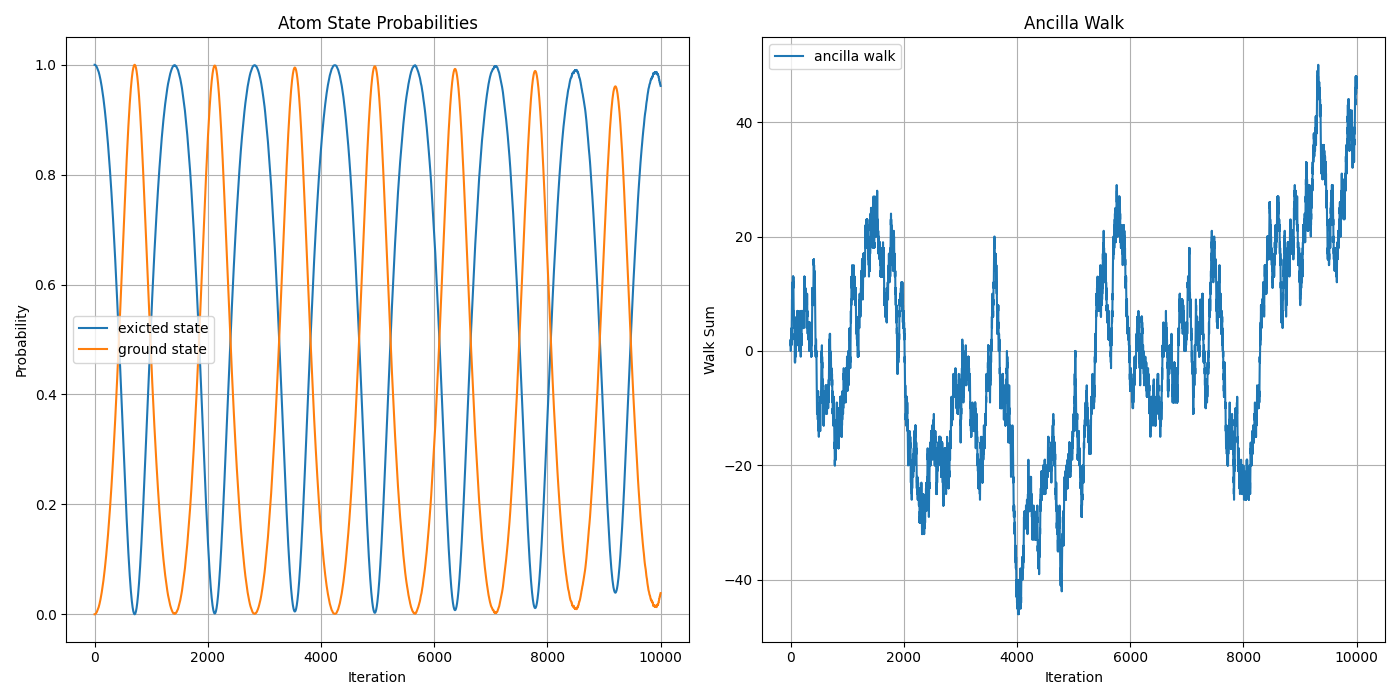 Atom State Probabilities
Probability
1.0
0.8
0.6
0.4
0.2
0.0
exicted state
ground state
0 2000 4000 6000 8000 10000
Iteration
Ancilla Walk
Walk Sum
40
20
0
−20
−40
ancilla walk
0 2000 4000 6000 8000 10000
Iteration